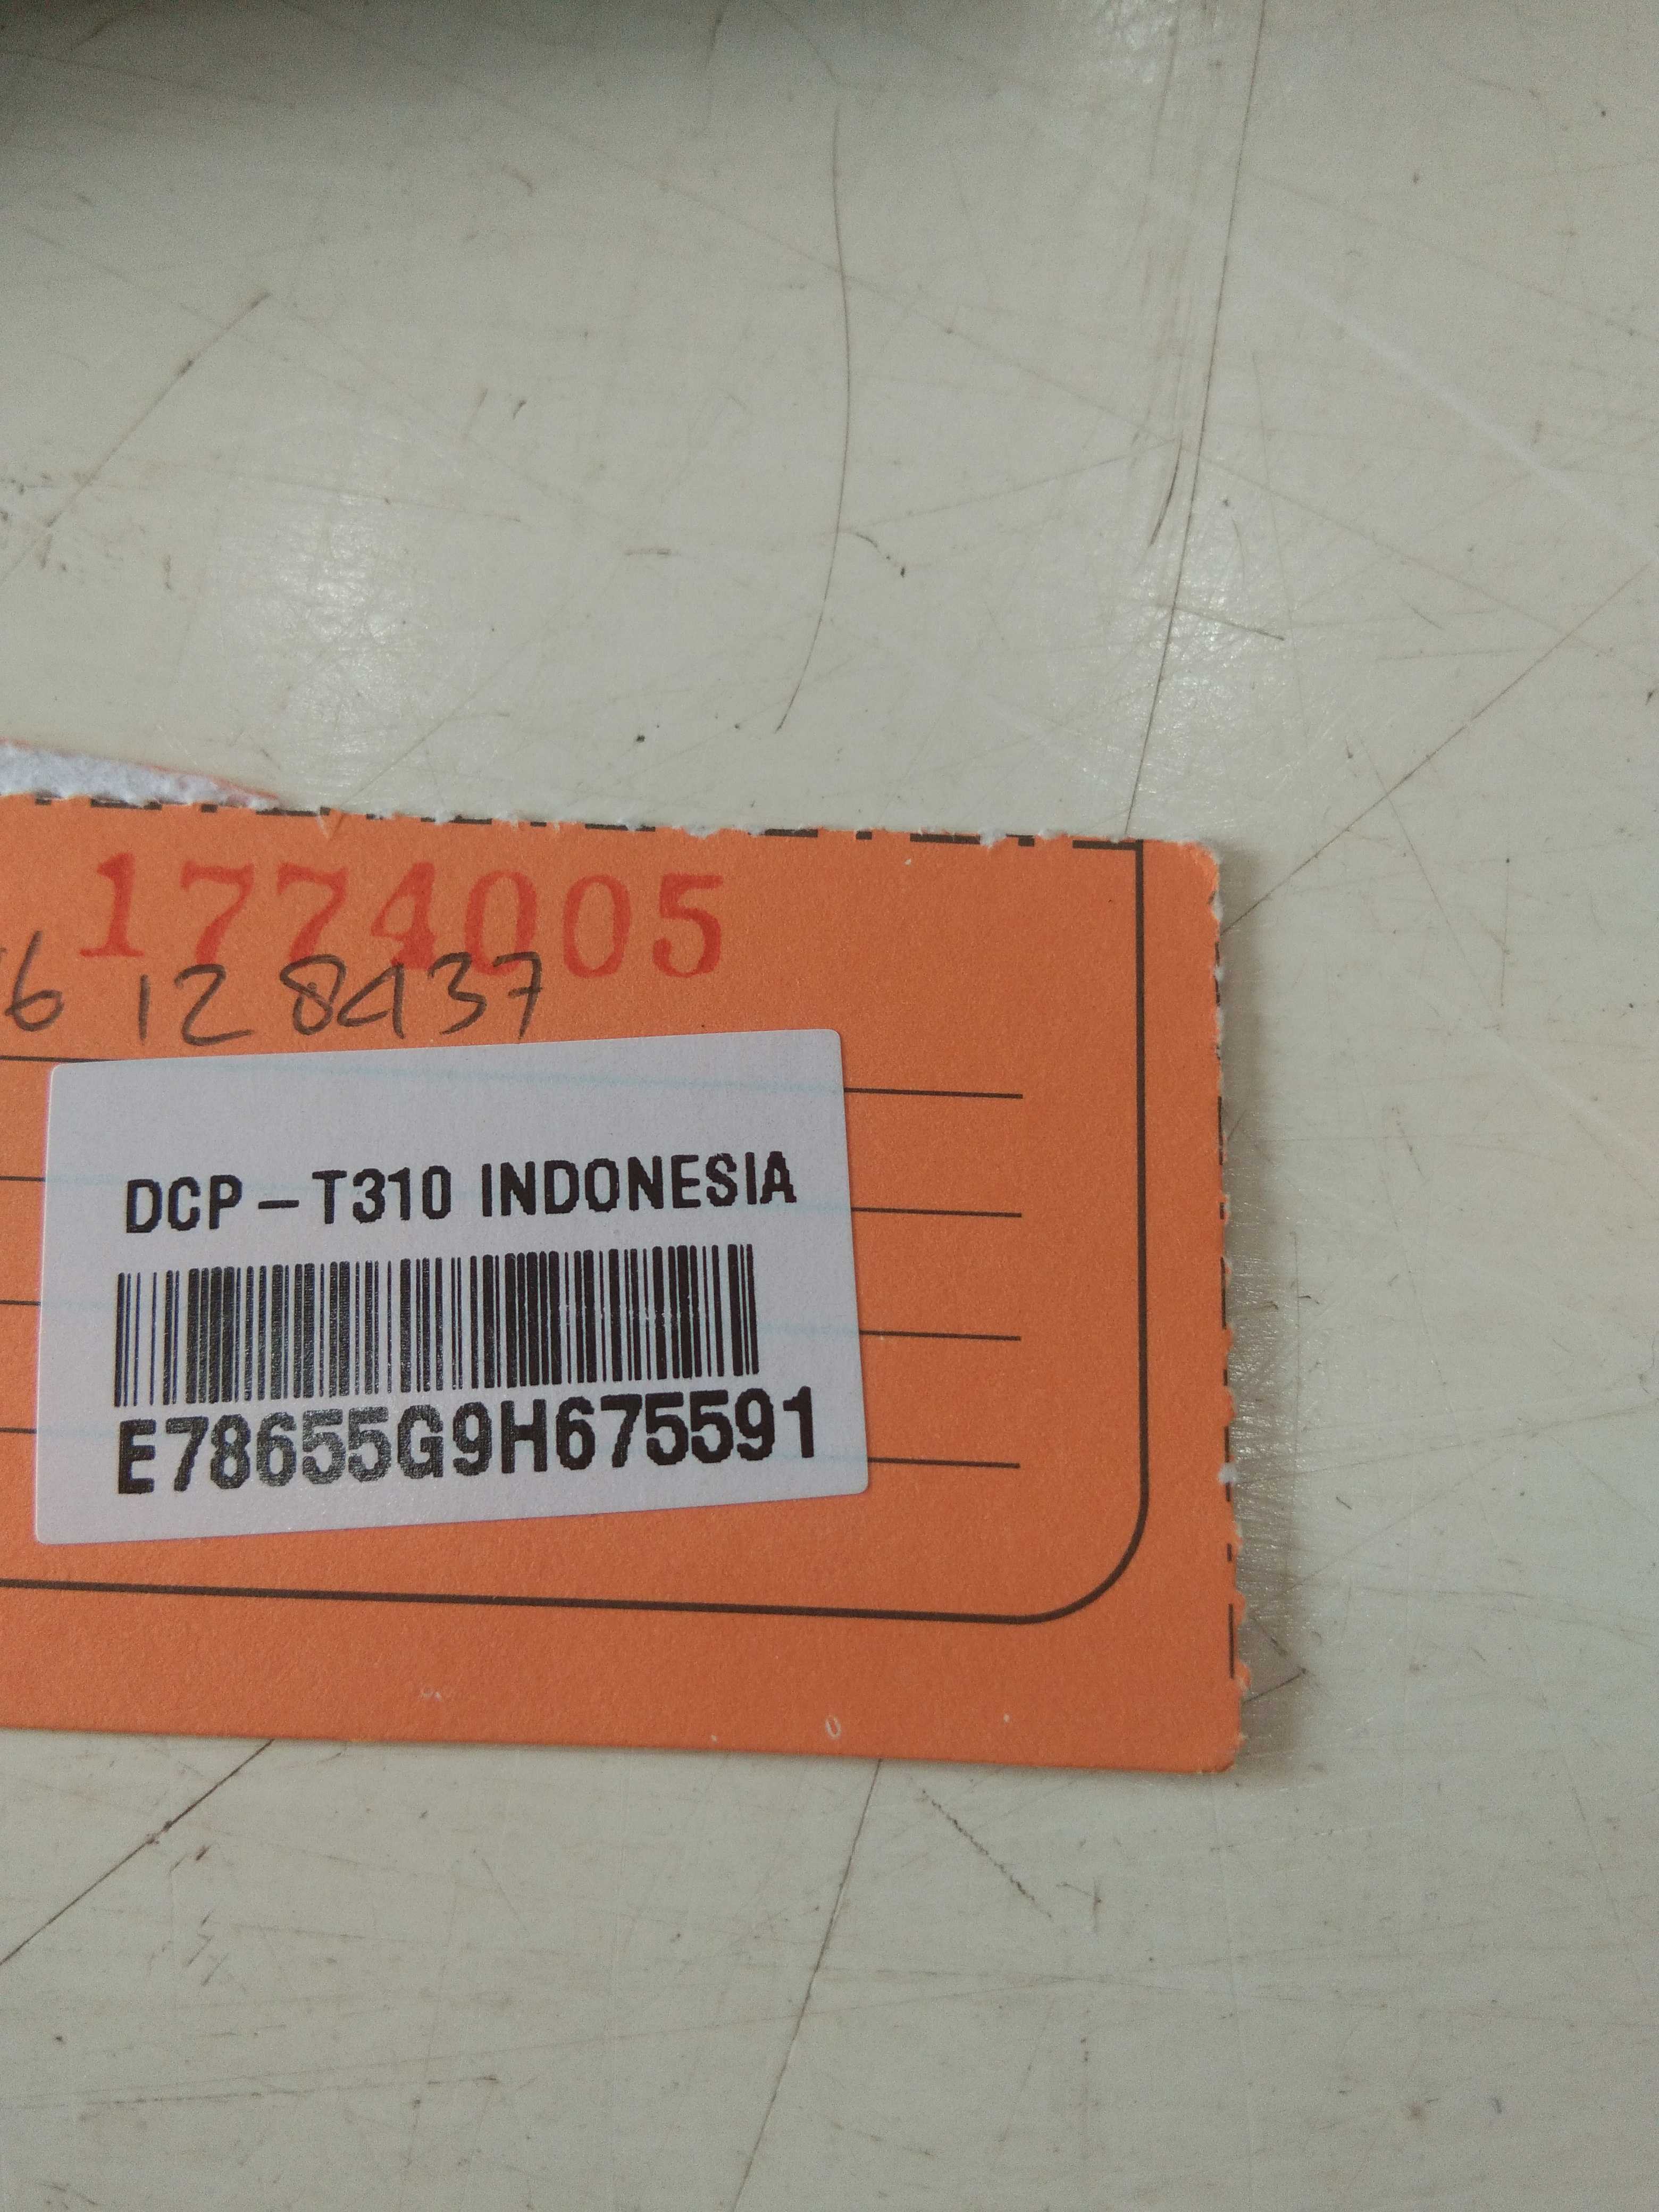 1774005
6 128437
DCP-T310 INDONESIA
E78655G9H675591